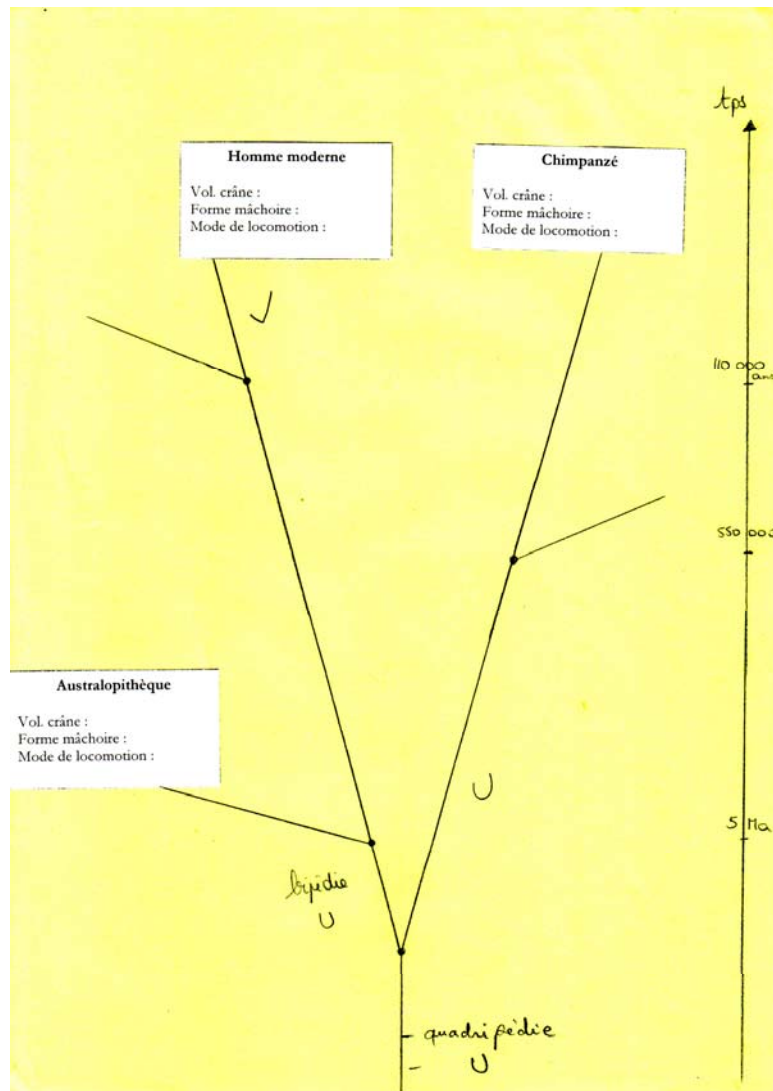 tps
Homme moderne
Vol. crâne :
Forme mâchoire :
Mode de locomotion :
Chimpanzé
Vol. crâne :
Forme mâchoire :
Mode de locomotion :
V
110 000
ans
550 000
Australopithèque
Vol. crâne :
Forme mâchoire :
Mode de locomotion :
U
5 Ma
bipédie
U
quadripédie
U